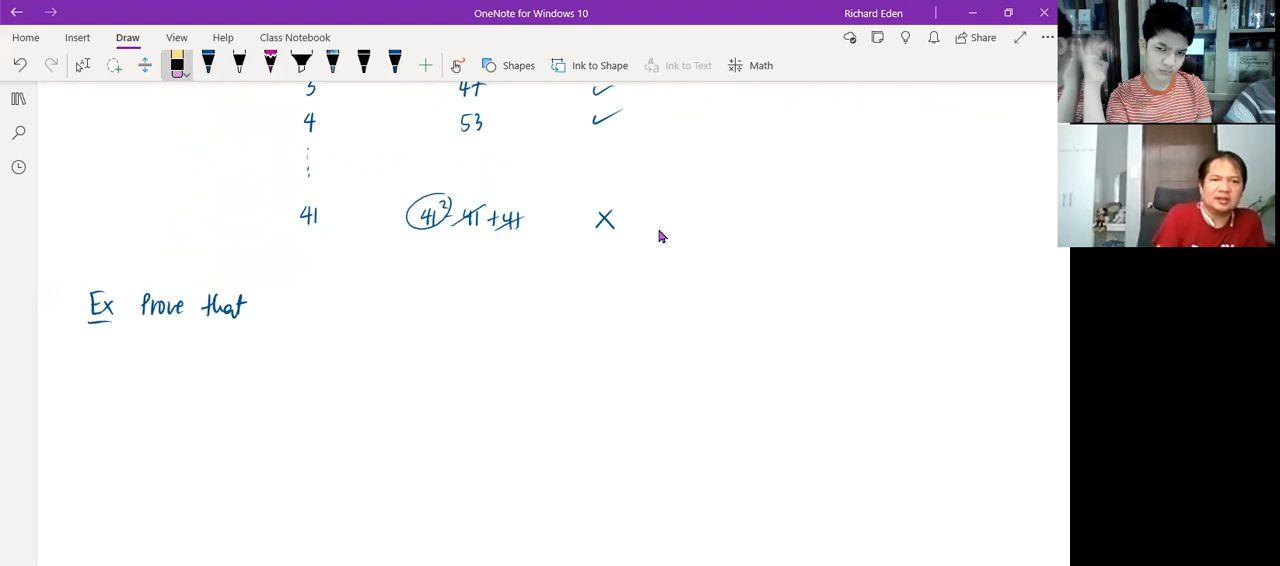 OneNote for Windows 10
Richard Eden
Home Insert Draw View Help Class Notebook
Share
Shapes Ink to Shape Ink to Text Math
3 47 ✓
4 53 ✓
⋮
41 41² - 41 + 41 X
Ex Prove that